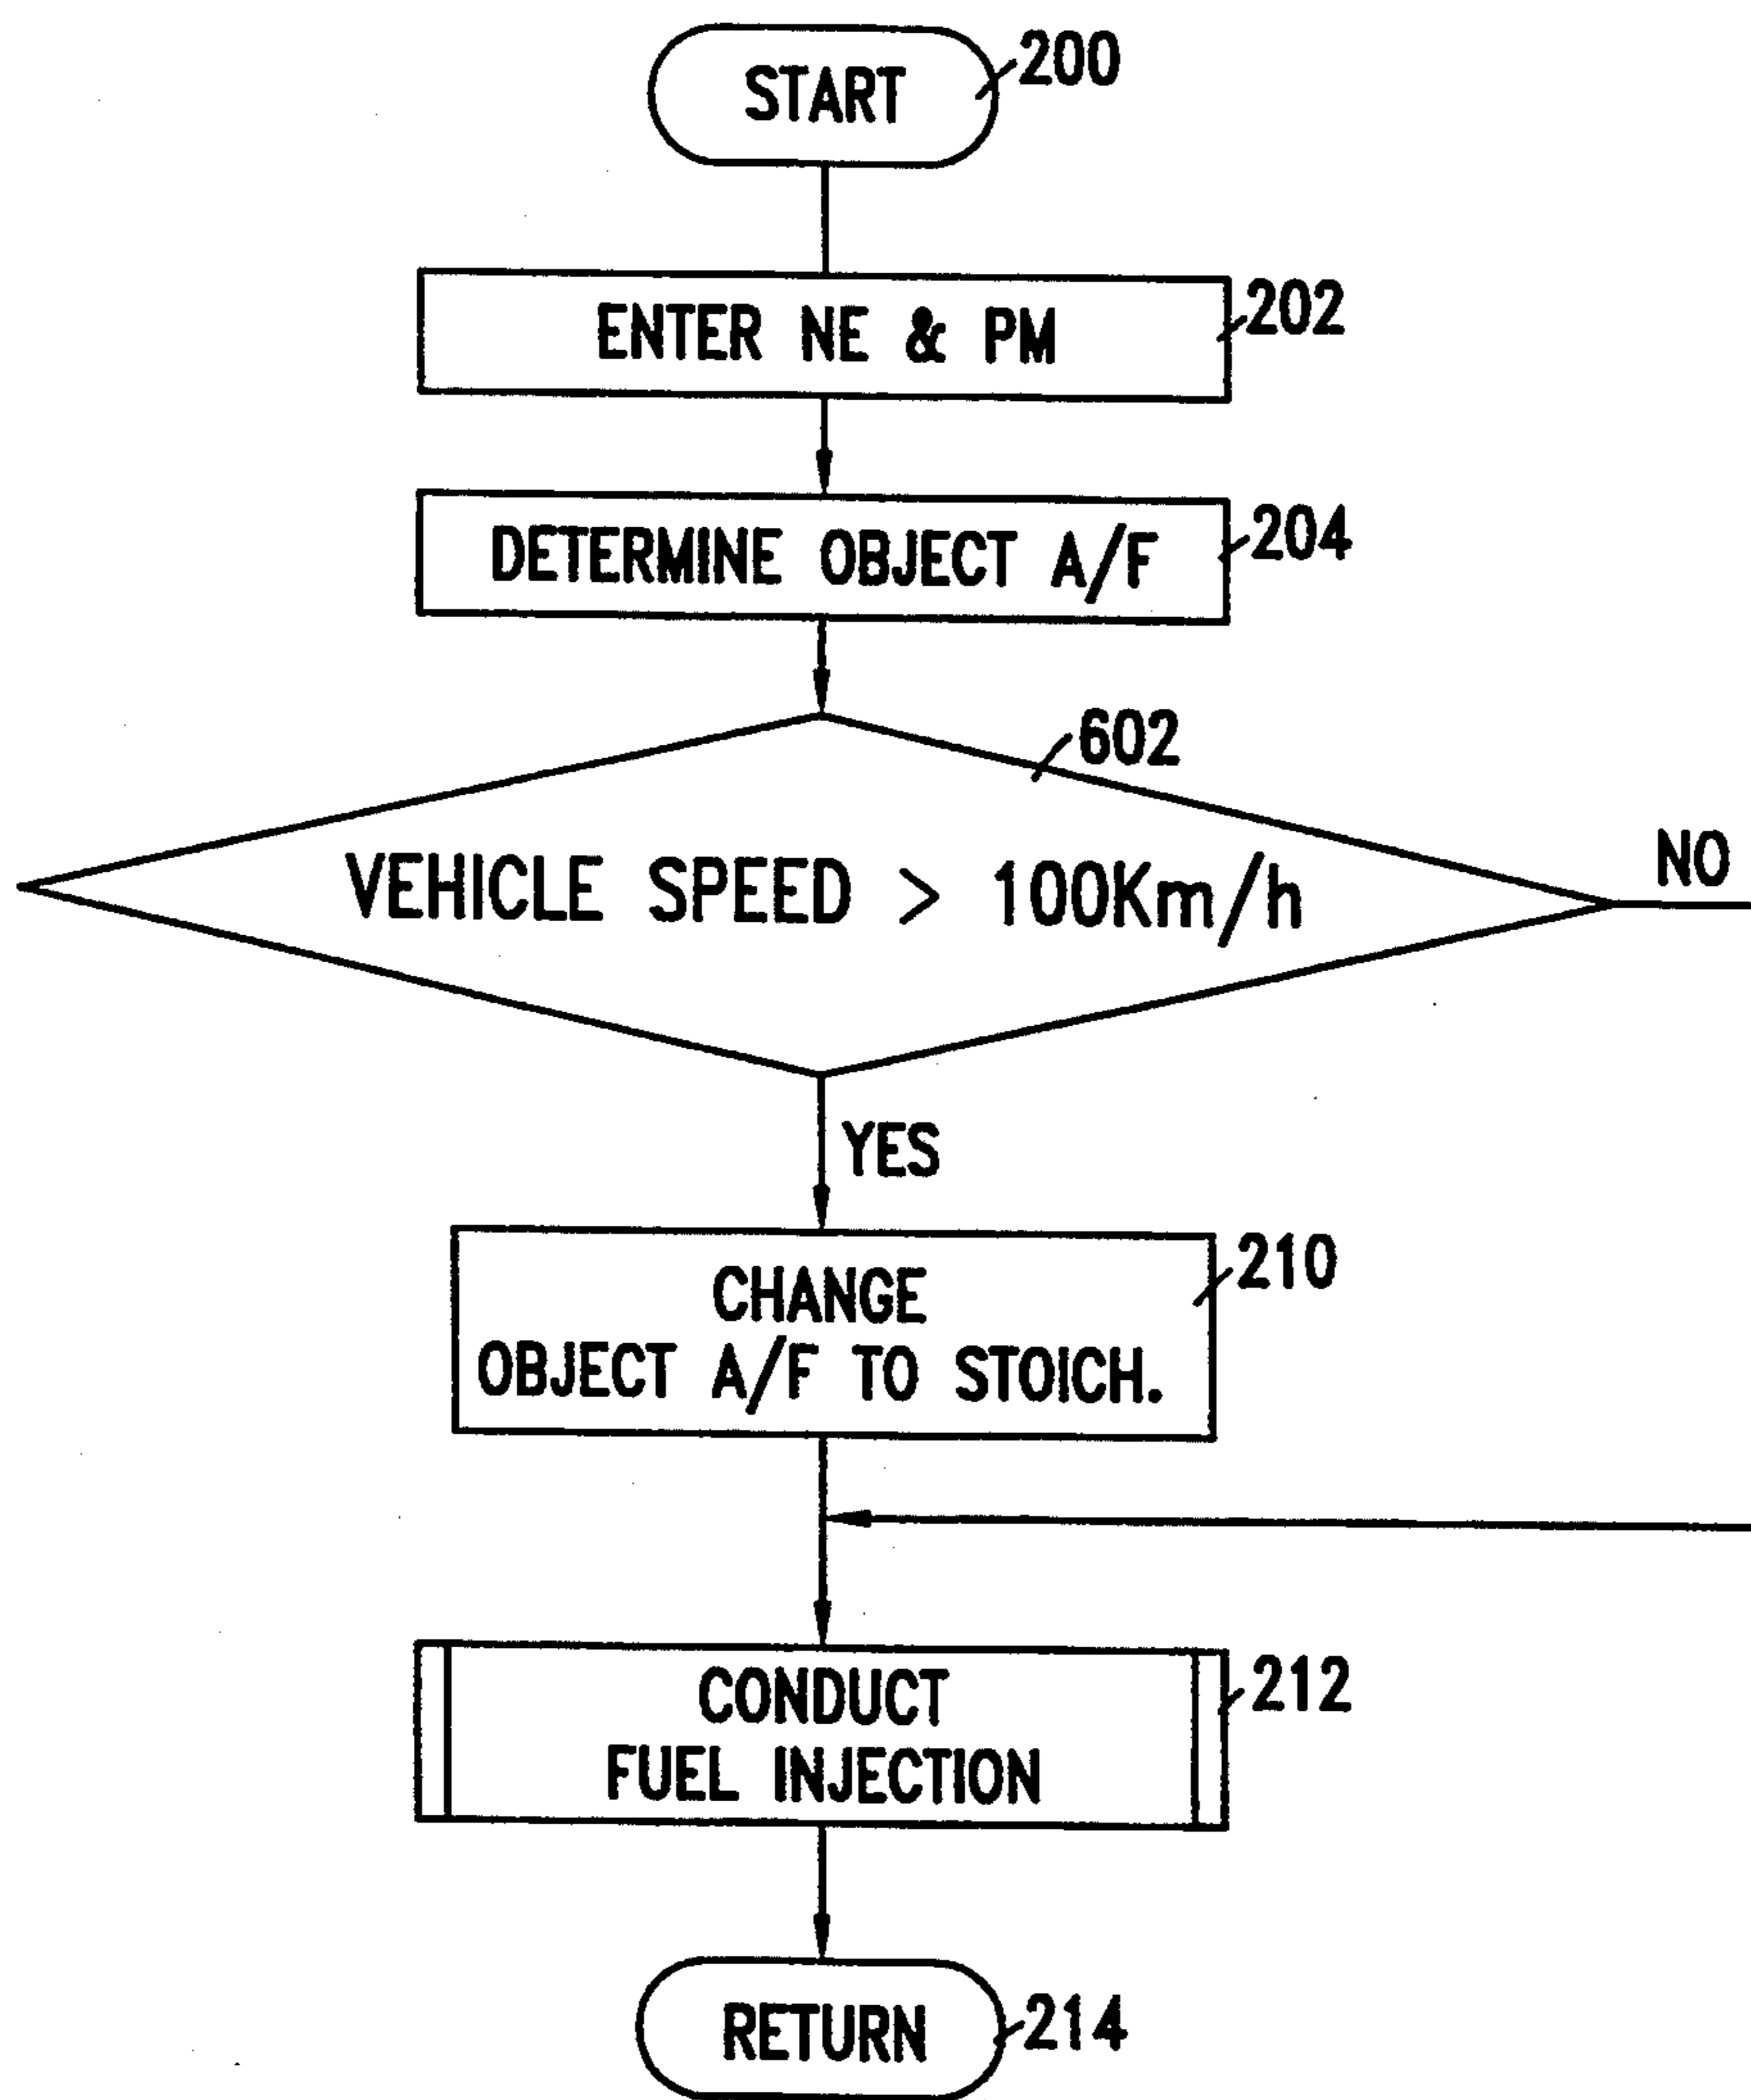 START
200
ENTER NE & PM
202
DETERMINE OBJECT A/F
204
602
VEHICLE SPEED > 100Km/h
NO
YES
CHANGE
OBJECT A/F TO STOICH.
210
CONDUCT
FUEL INJECTION
212
RETURN
214